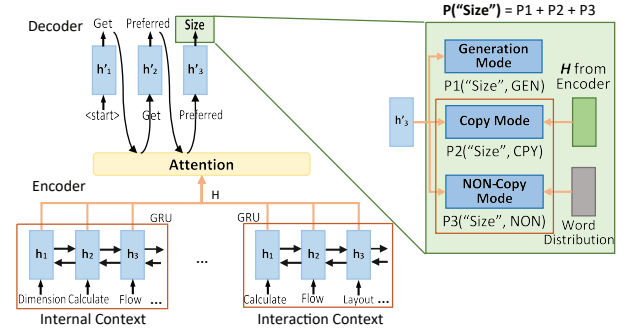 P("Size") = P1 + P2 + P3
Decoder
Get
Preferred
Size
h'1
h'2
h'3
<start>
Get
Preferred
Attention
Encoder
H
GRU
GRU
h1
h2
h3
...
h1
h2
h3
Dimension
Calculate
Flow
...
Calculate
Flow
Layout
...
Internal Context
Interaction Context
Generation
Mode
P1("Size", GEN)
h'3
Copy Mode
P2("Size", CPY)
NON-Copy
Mode
P3("Size", NON)
H from
Encoder
Word
Distribution